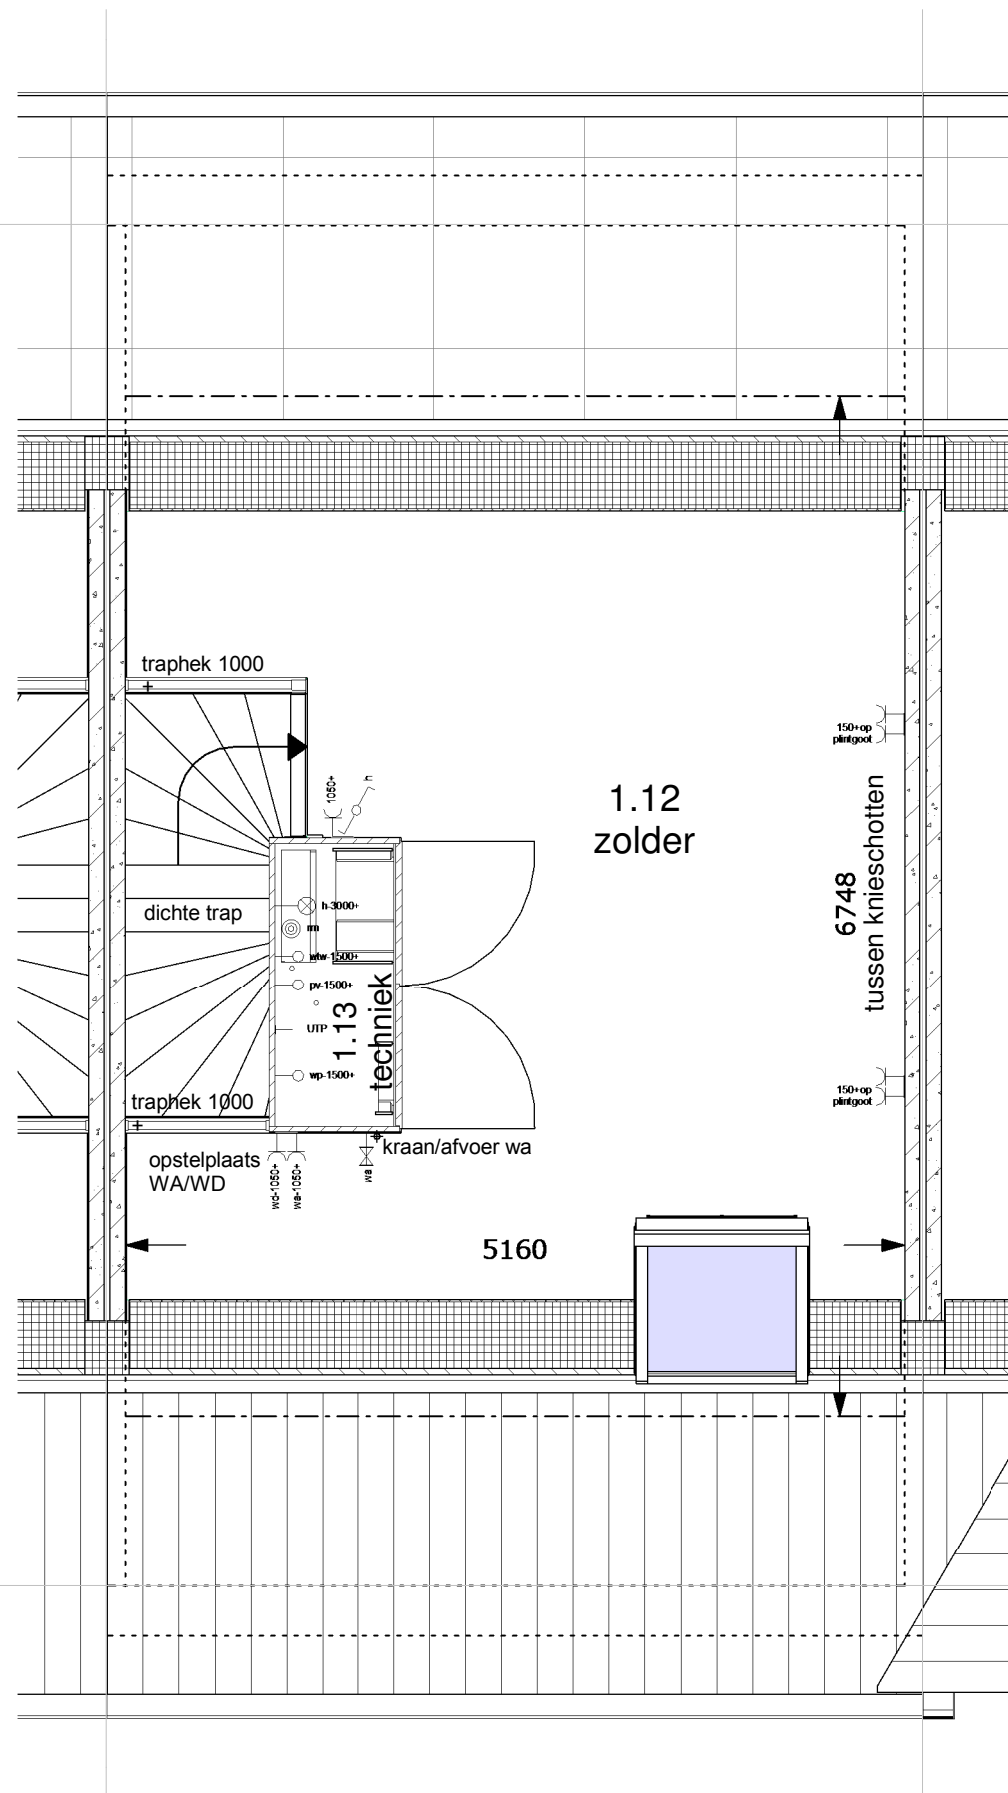 traphek 1000
1050+
h
150+op
plintgoot
1.12
zolder
6748
tussen knieschotten
dichte trap
h-3000+
rm
wtw-1500+
pv-1500+
UTP
wp-1500+
1.13
techniek
150+op
plintgoot
traphek 1000
kraan/afvoer wa
opstelplaats
WA/WD
wd-1050+
wa-1050+
wa
5160